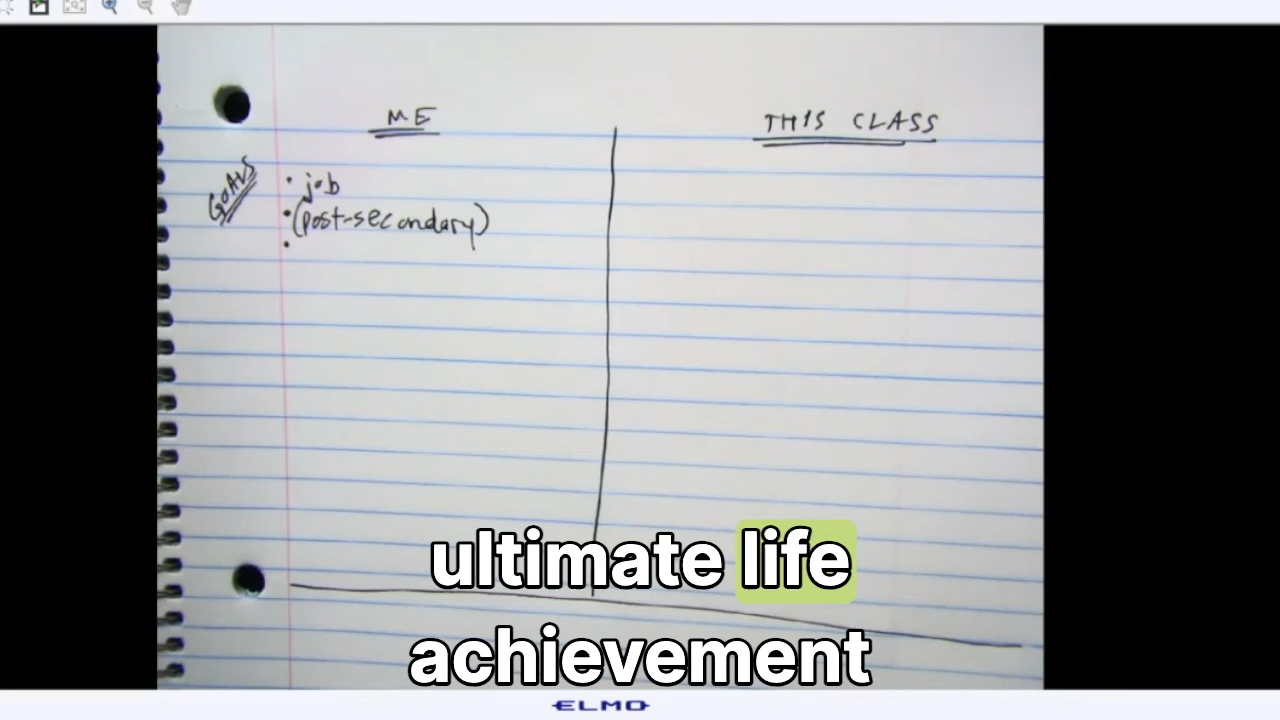 ME
THIS CLASS
GOALS
• job
• (post-secondary)
•
ultimate life
achievement
ELMO